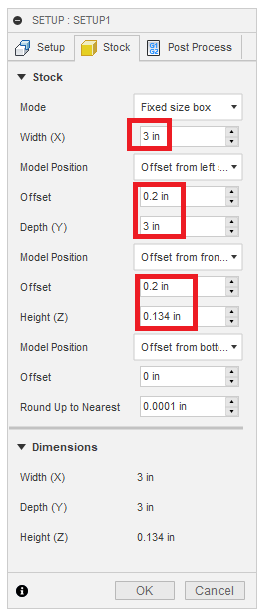 SETUP : SETUP1
Setup Stock G1 G2 Post Process
Stock
Mode Fixed size box
Width (X) 3 in
Model Position Offset from left ...
Offset 0.2 in
Depth (Y) 3 in
Model Position Offset from fron...
Offset 0.2 in
Height (Z) 0.134 in
Model Position Offset from bott...
Offset 0 in
Round Up to Nearest 0.0001 in
Dimensions
Width (X) 3 in
Depth (Y) 3 in
Height (Z) 0.134 in
i OK Cancel